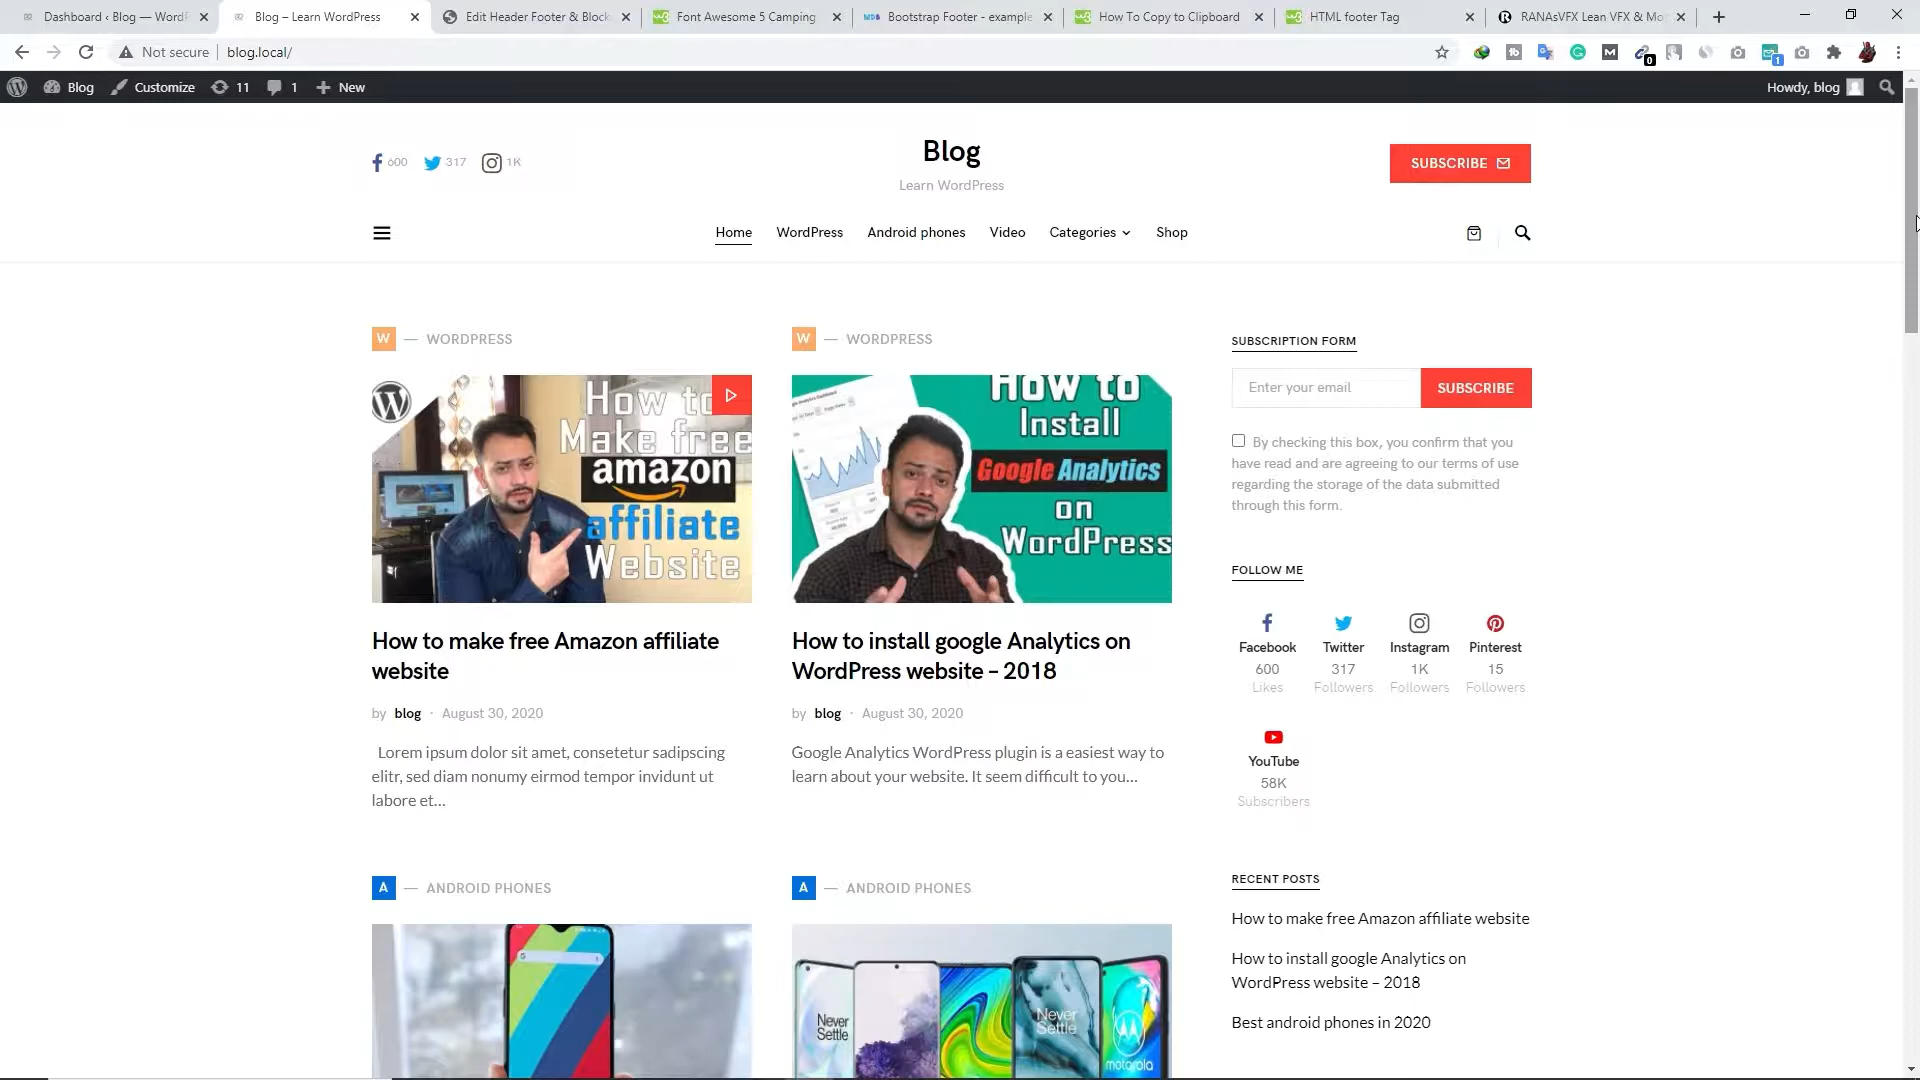 Dashboard ‹ Blog — WordP
Blog – Learn WordPress
Edit Header Footer & Block
Font Awesome 5 Camping
Bootstrap Footer - example
How To Copy to Clipboard
HTML footer Tag
RANAsVFX Lean VFX & Mo
Not secure
blog.local/
0
1
Blog
Customize
11
1
New
Howdy, blog
600
317
1K
Blog
Learn WordPress
SUBSCRIBE
Home
WordPress
Android phones
Video
Categories
Shop
W — WORDPRESS
How to
Make free
amazon
affiliate
Website
How to make free Amazon affiliate
website
by blog · August 30, 2020
Lorem ipsum dolor sit amet, consetetur sadipscing
elitr, sed diam nonumy eirmod tempor invidunt ut
labore et...
W — WORDPRESS
How to
Install
Google Analytics
on
WordPress
How to install google Analytics on
WordPress website – 2018
by blog · August 30, 2020
Google Analytics WordPress plugin is a easiest way to
learn about your website. It seem difficult to you...
A — ANDROID PHONES
A — ANDROID PHONES
Never
Settle
Never
Settle
motorola
SUBSCRIPTION FORM
Enter your email
SUBSCRIBE
By checking this box, you confirm that you
have read and are agreeing to our terms of use
regarding the storage of the data submitted
through this form.
FOLLOW ME
Facebook
600
Likes
Twitter
317
Followers
Instagram
1K
Followers
Pinterest
15
Followers
YouTube
58K
Subscribers
RECENT POSTS
How to make free Amazon affiliate website
How to install google Analytics on
WordPress website – 2018
Best android phones in 2020